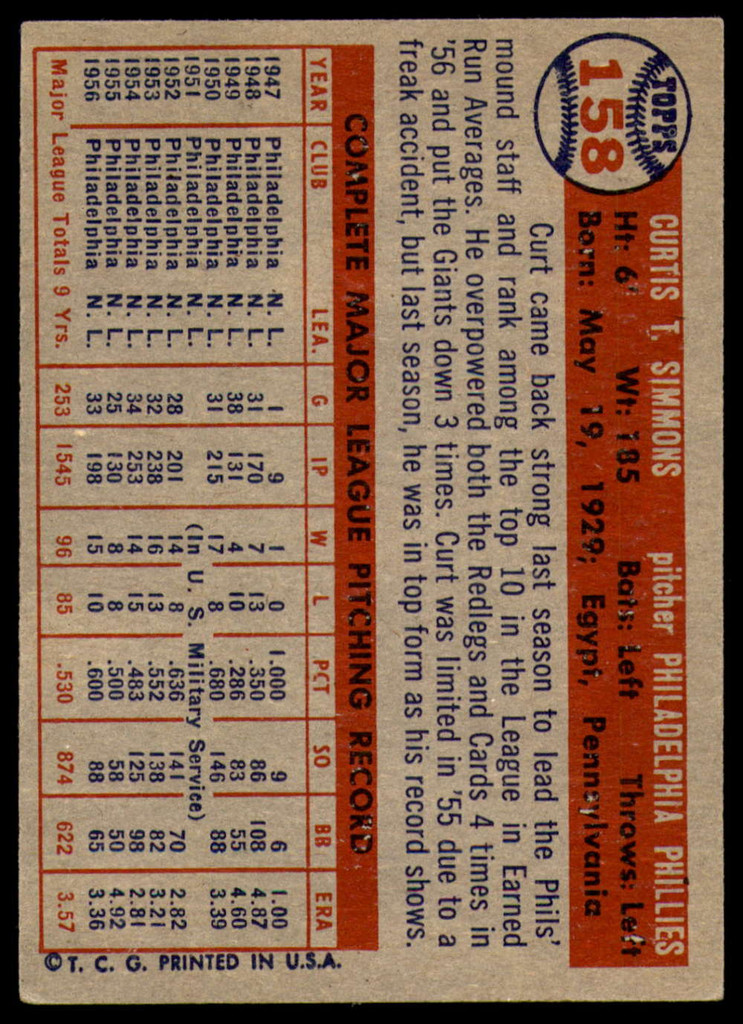 TOPPS
158
CURTIS T. SIMMONS pitcher PHILADELPHIA PHILLIES
Ht: 6' Wt: 185 Bats: Left Throws: Left
Born: May 19, 1929; Egypt, Pennsylvania
Curt came back strong last season to lead the Phils'
mound staff and rank among the top 10 in the League in Earned
Run Averages. He overpowered both the Redlegs and Cards 4 times in
'56 and put the Giants down 3 times. Curt was limited in '55 due to a
freak accident, but last season, he was in top form as his record shows.
COMPLETE MAJOR LEAGUE PITCHING RECORD
YEAR CLUB LEA. G IP W L PCT SO BB ERA
1947 Philadelphia N. L. 1 9 1 0 1.000 9 6 1.00
1948 Philadelphia N. L. 31 170 7 13 .350 86 108 4.87
1949 Philadelphia N. L. 38 131 4 10 .286 83 55 4.60
1950 Philadelphia N. L. 31 215 17 8 .680 146 88 3.39
1951 Philadelphia N. L. (In U. S. Military Service)
1952 Philadelphia N. L. 28 201 14 8 .636 141 70 2.82
1953 Philadelphia N. L. 32 238 16 13 .552 138 82 3.21
1954 Philadelphia N. L. 34 253 14 15 .483 125 98 2.81
1955 Philadelphia N. L. 25 130 8 8 .500 58 50 4.92
1956 Philadelphia N. L. 33 198 15 10 .600 88 65 3.36
Major League Totals 9 Yrs. 253 1545 96 85 .530 874 622 3.57
© T. C. G. PRINTED IN U.S.A.